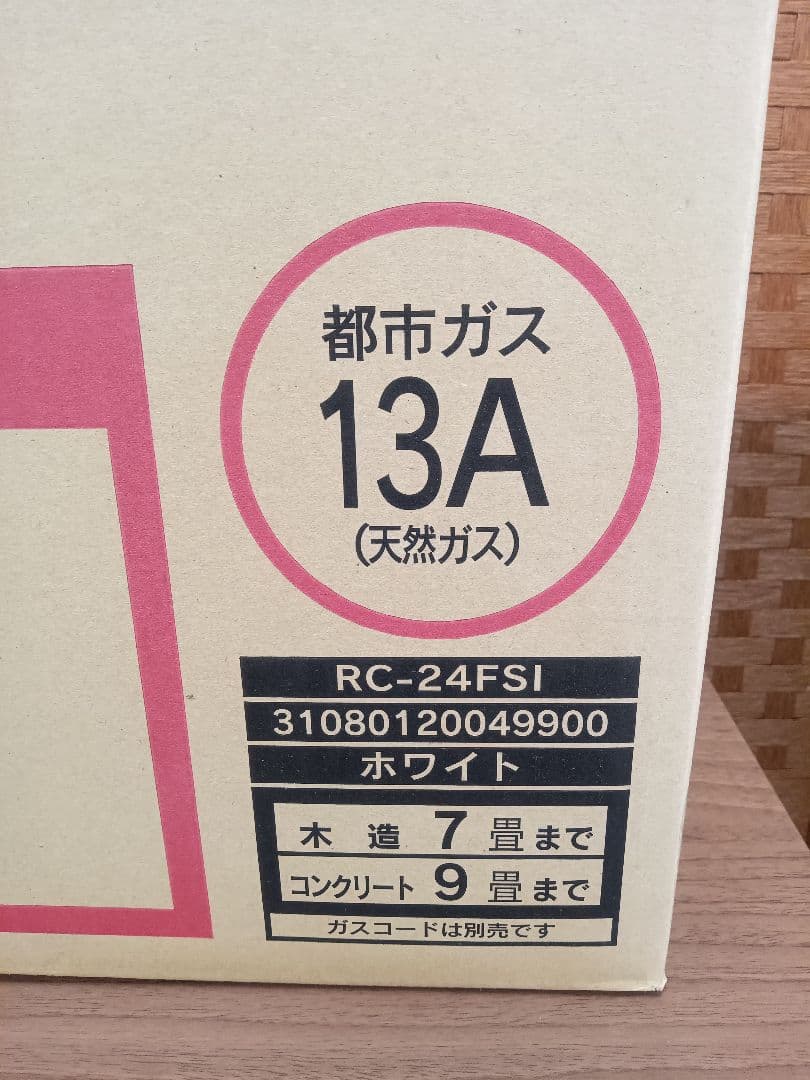 都市ガス
13A
(天然ガス)
RC-24FSI
31080120049900
ホワイト
木造 7 畳まで
コンクリート 9 畳まで
ガスコードは別売です